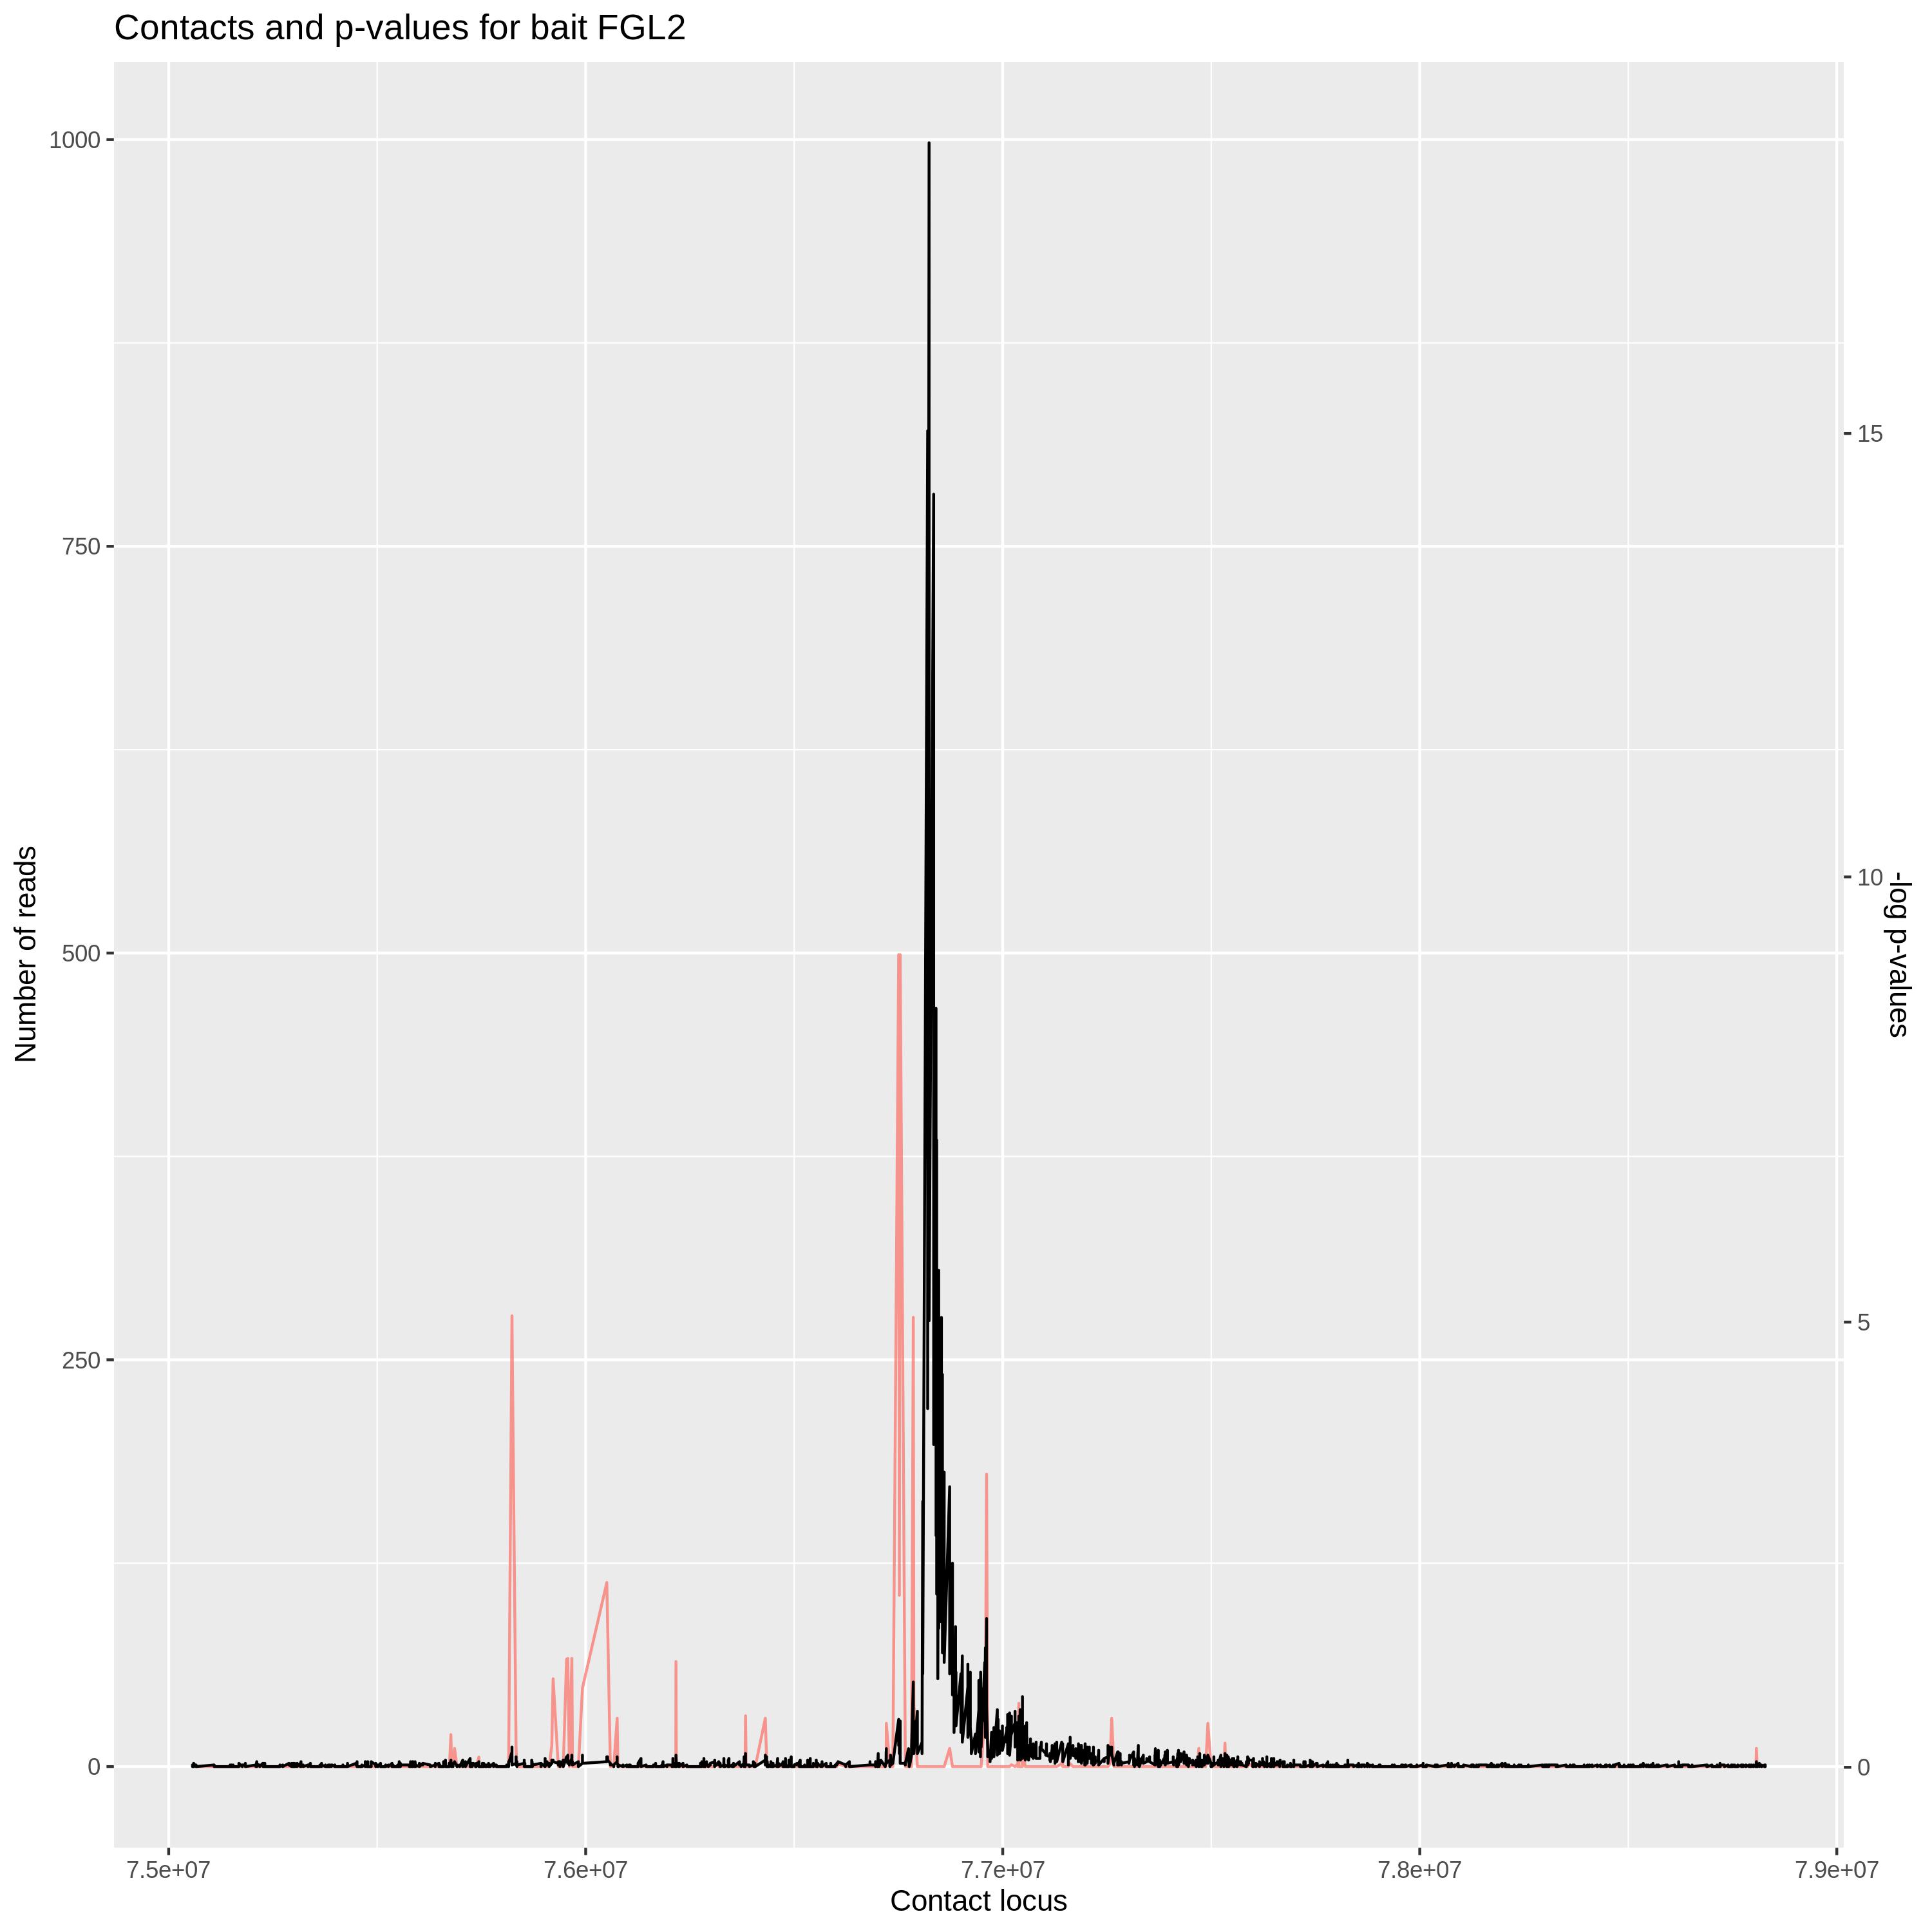 Contacts and p-values for bait FGL2
1000
750
500
250
0
Number of reads
15
10
5
0
-log p-values
7.5e+07
7.6e+07
7.7e+07
7.8e+07
7.9e+07
Contact locus